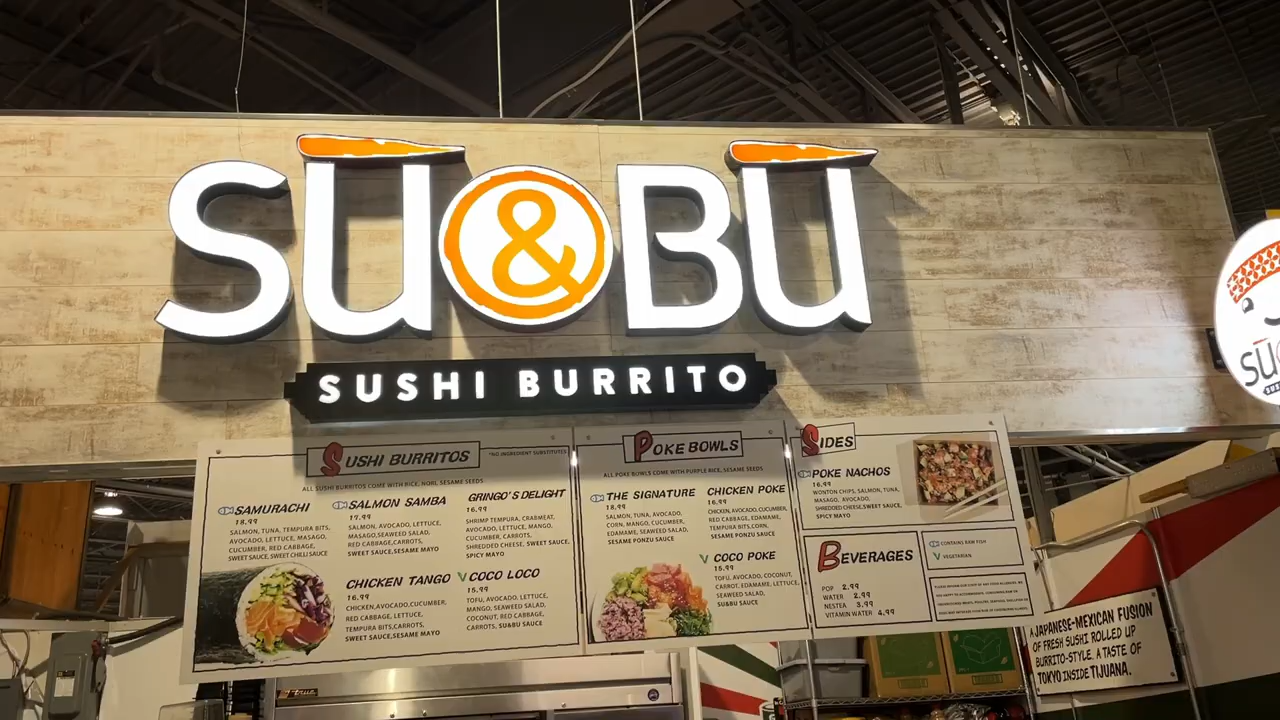 SU&BU
SUSHI BURRITO
SUSHI BURRITOS
*NO INGREDIENT SUBSTITUTES
ALL SUSHI BURRITOS COME WITH RICE, NORI, SESAME SEEDS
SAMURACHI
18.99
SALMON, TUNA, TEMPURA BITS,
AVOCADO, LETTUCE, MASAGO,
CUCUMBER, RED CABBAGE,
SWEET SAUCE, SWEET CHILI SAUCE
SALMON SAMBA
17.99
SALMON, AVOCADO, LETTUCE,
MASAGO, SEAWEED SALAD,
RED CABBAGE, CARROTS,
SWEET SAUCE, SESAME MAYO
GRINGO'S DELIGHT
16.99
SHRIMP TEMPURA, CRABMEAT,
AVOCADO, LETTUCE, MANGO,
CUCUMBER, CARROTS,
SHREDDED CHEESE, SWEET SAUCE,
SPICY MAYO
CHICKEN TANGO
16.99
CHICKEN, AVOCADO, CUCUMBER,
RED CABBAGE, LETTUCE,
TEMPURA BITS, CARROTS,
SWEET SAUCE, SESAME MAYO
V COCO LOCO
15.99
TOFU, AVOCADO, LETTUCE,
MANGO, SEAWEED SALAD,
COCONUT, RED CABBAGE,
CARROTS, SUABU SAUCE
POKE BOWLS
ALL POKE BOWLS COME WITH PURPLE RICE, SESAME SEEDS
THE SIGNATURE
18.99
SALMON, TUNA, AVOCADO,
CORN, MANGO, CUCUMBER,
EDAMAME, SEAWEED SALAD,
SESAME PONZU SAUCE
CHICKEN POKE
16.99
CHICKEN, AVOCADO, CUCUMBER,
RED CABBAGE, EDAMAME,
TEMPURA BITS, CORN,
SESAME PONZU SAUCE
V COCO POKE
15.99
TOFU, AVOCADO, COCONUT,
CARROT, EDAMAME, LETTUCE,
SEAWEED SALAD,
SUABU SAUCE
SIDES
POKE NACHOS
16.99
WONTON CHIPS, SALMON, TUNA,
MASAGO, AVOCADO,
SHREDDED CHEESE, SWEET SAUCE,
SPICY MAYO
BEVERAGES
POP 2.99
WATER 2.99
NESTEA 3.99
VITAMIN WATER 4.99
CONTAINS RAW FISH
V VEGETARIAN
JAPANESE-MEXICAN FUSION
OF FRESH SUSHI ROLLED UP
BURRITO-STYLE. A TASTE OF
TOKYO INSIDE TIJUANA.
true